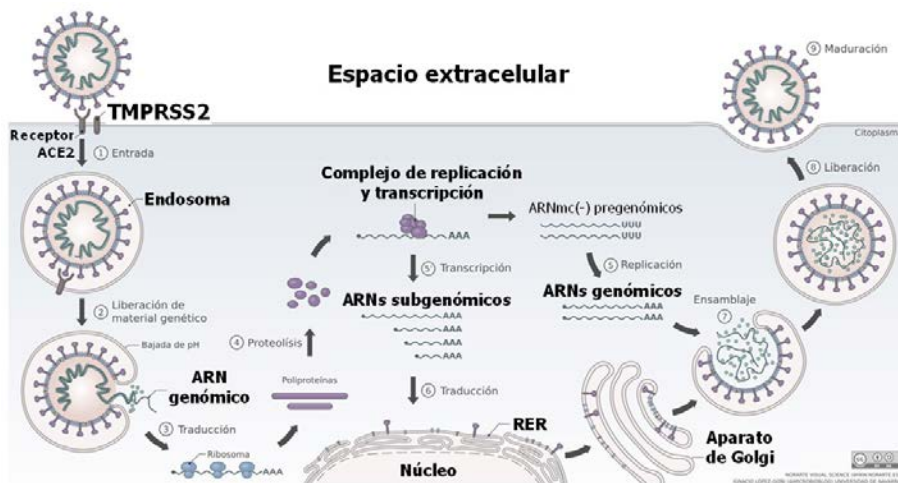 Espacio extracelular
TMPRSS2
Receptor
ACE2
① Entrada
Endosoma
② Liberación de
material genético
Bajada de pH
ARN
genómico
③ Traducción
Ribosoma
AAA
Poliproteínas
④ Proteolísis
Complejo de replicación
y transcripción
AAA
5' Transcripción
ARNs subgenómicos
AAA
AAA
AAA
AAA
⑥ Traducción
RER
Núcleo
ARNmc(-) pregenómicos
UUU
UUU
⑤ Replicación
ARNs genómicos
AAA
AAA
Ensamblaje
⑦
Aparato
de Golgi
⑧ Liberación
Citoplasm
⑨ Maduración